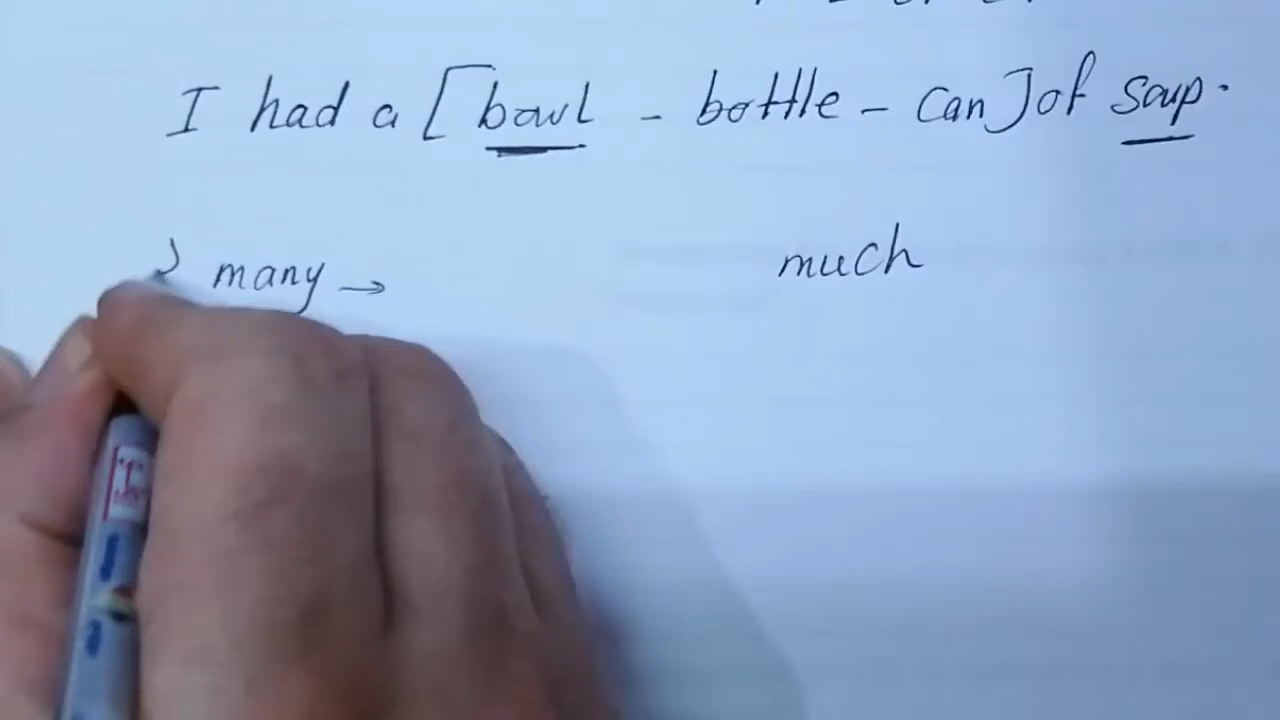 I had a [bowl - bottle - can] of soup.
many → much